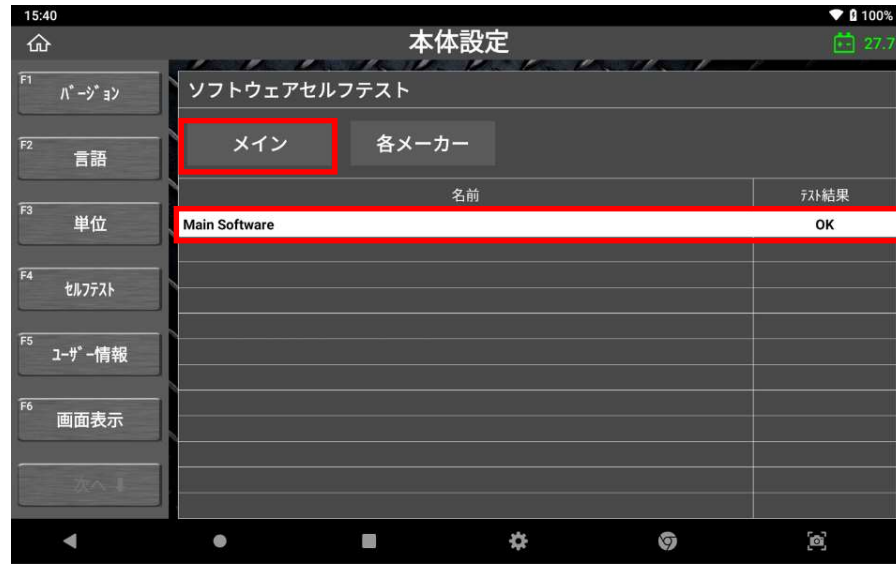 15:40
100%
本体設定
27.7
F1
ﾊﾞｰｼﾞｮﾝ
F2
言語
F3
単位
F4
ｾﾙﾌﾃｽﾄ
F5
ﾕｰｻﾞｰ情報
F6
画面表示
次へ ⬇
ソフトウェアセルフテスト
メイン 各メーカー
名前 ﾃｽﾄ結果
Main Software OK